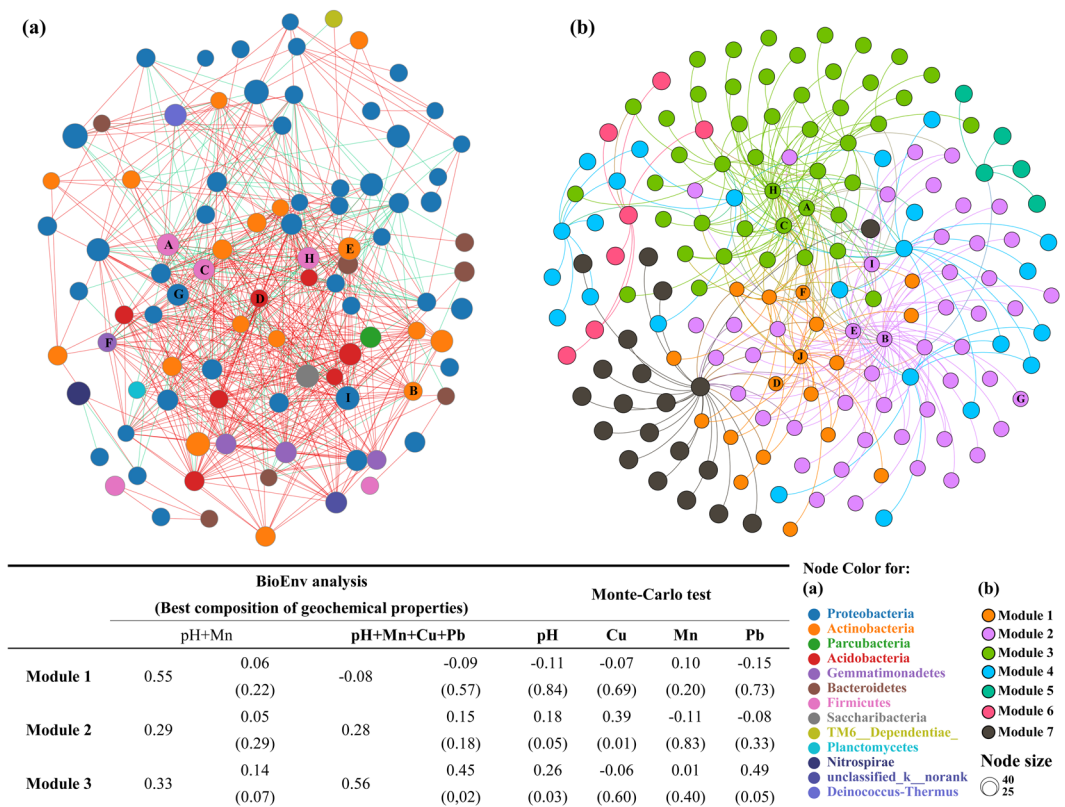 (a)
(b)
H
A
C
A
E
H
C
I
G
D
F
F
E
B
J
D
B
G
I
BioEnv analysis
(Best composition of geochemical properties)
Monte-Carlo test
pH+Mn pH+Mn+Cu+Pb pH Cu Mn Pb
Module 1 0.55 0.06 (0.22) -0.08 -0.09 (0.57) -0.11 (0.84) -0.07 (0.69) 0.10 (0.20) -0.15 (0.73)
Module 2 0.29 0.05 (0.29) 0.28 0.15 (0.18) 0.18 (0.05) 0.39 (0.01) -0.11 (0.83) -0.08 (0.33)
Module 3 0.33 0.14 (0.07) 0.56 0.45 (0,02) 0.26 (0.03) -0.06 (0.60) 0.01 (0.40) 0.49 (0.05)
Node Color for:
(a)
Proteobacteria
Actinobacteria
Parcubacteria
Acidobacteria
Gemmatimonadetes
Bacteroidetes
Firmicutes
Saccharibacteria
TM6__Dependentiae_
Planctomycetes
Nitrospirae
unclassified_k__norank
Deinococcus-Thermus
(b)
Module 1
Module 2
Module 3
Module 4
Module 5
Module 6
Module 7
Node size
40
25